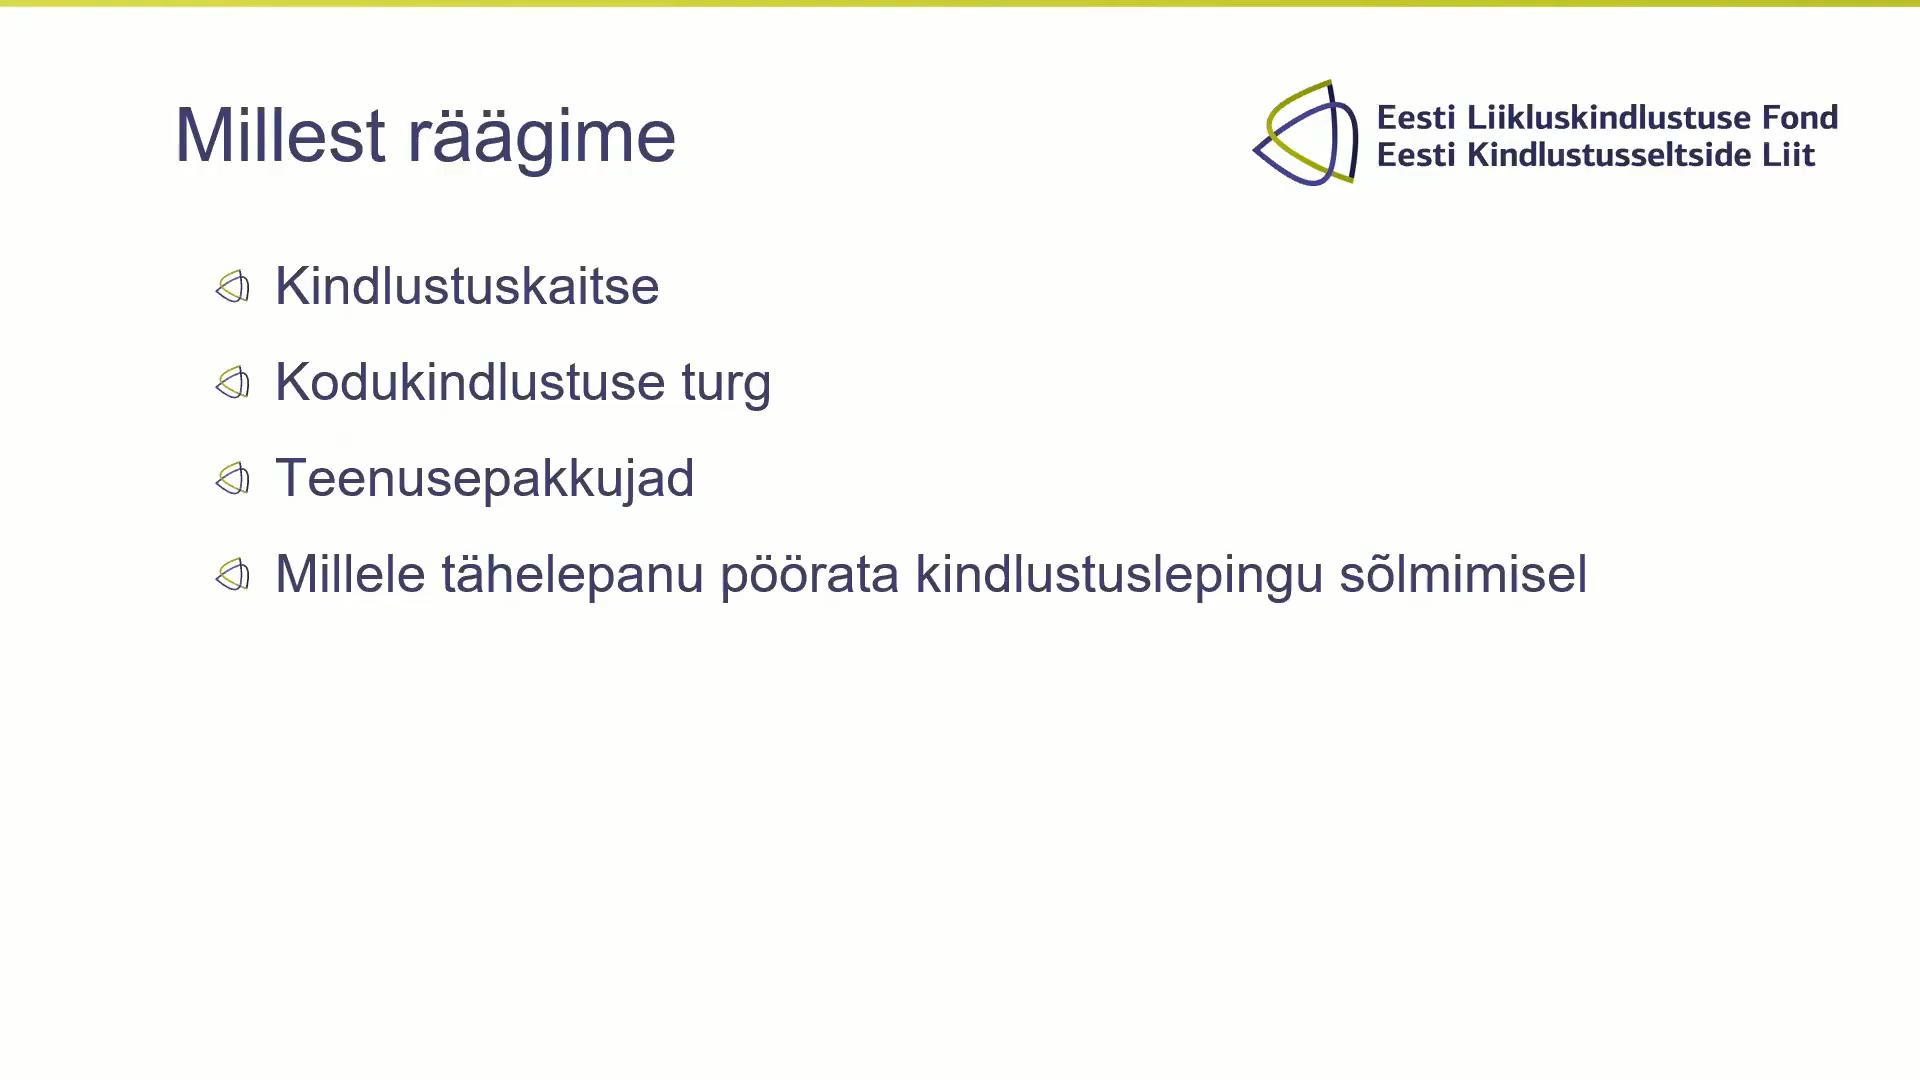 Millest räägime
Eesti Liikluskindlustuse Fond
Eesti Kindlustusseltside Liit
Kindlustuskaitse
Kodukindlustuse turg
Teenusepakkujad
Millele tähelepanu pöörata kindlustuslepingu sõlmimisel